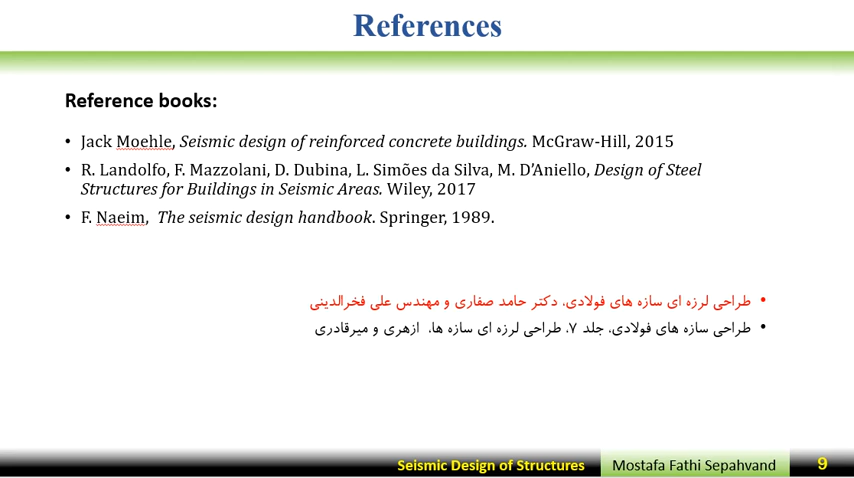 References
Reference books:
• Jack Moehle, Seismic design of reinforced concrete buildings. McGraw-Hill, 2015
• R. Landolfo, F. Mazzolani, D. Dubina, L. Simões da Silva, M. D’Aniello, Design of Steel
Structures for Buildings in Seismic Areas. Wiley, 2017
• F. Naeim, The seismic design handbook. Springer, 1989.
• طراحی لرزه ای سازه های فولادی، دکتر حامد صفاری و مهندس علی فخرالدینی
• طراحی سازه های فولادی، جلد ۷، طراحی لرزه ای سازه ها، ازهری و میرقادری
Seismic Design of Structures Mostafa Fathi Sepahvand 9